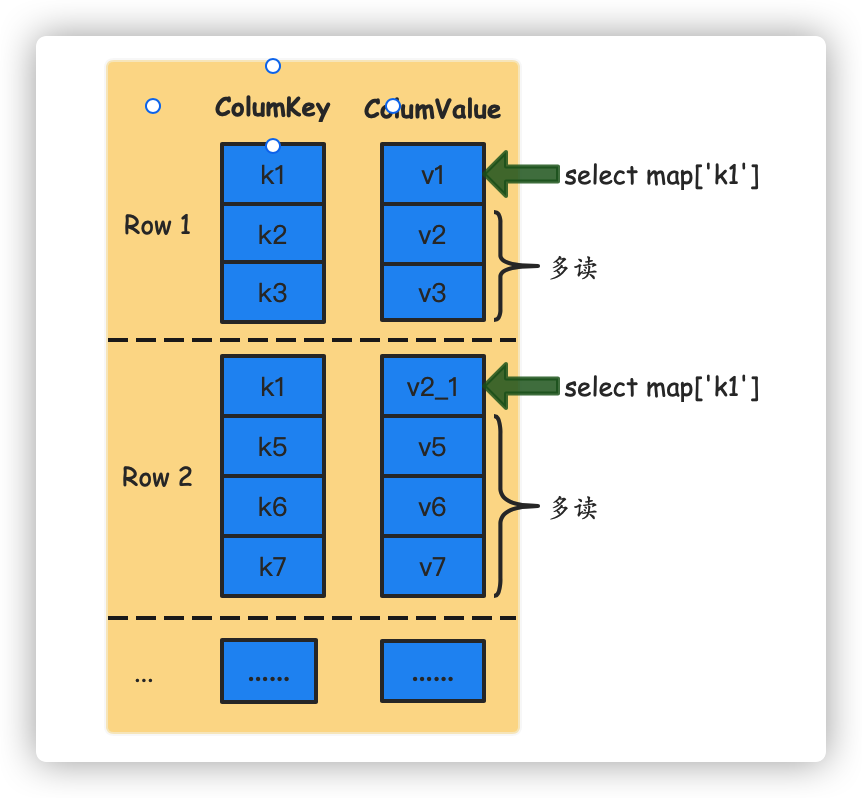 ColumKey ColumValue
k1 v1 select map['k1']
Row 1 k2 v2
多读
k3 v3
k1 v2_1 select map['k1']
k5 v5
Row 2
k6 v6 多读
k7 v7
... ...... ......